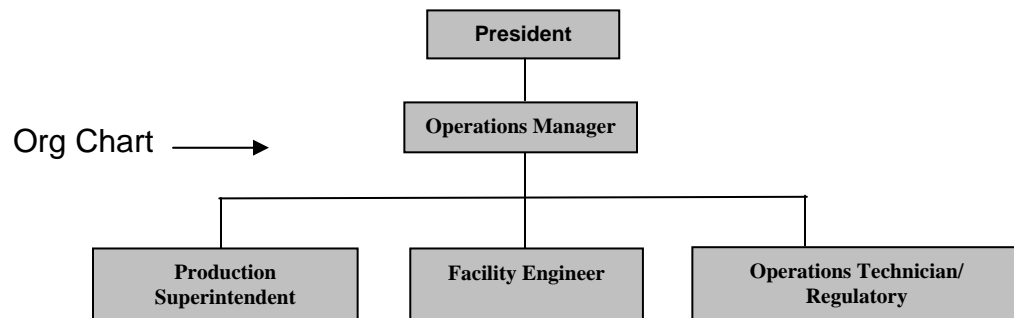 President
Operations Manager
Org Chart
Production
Superintendent
Facility Engineer
Operations Technician/
Regulatory